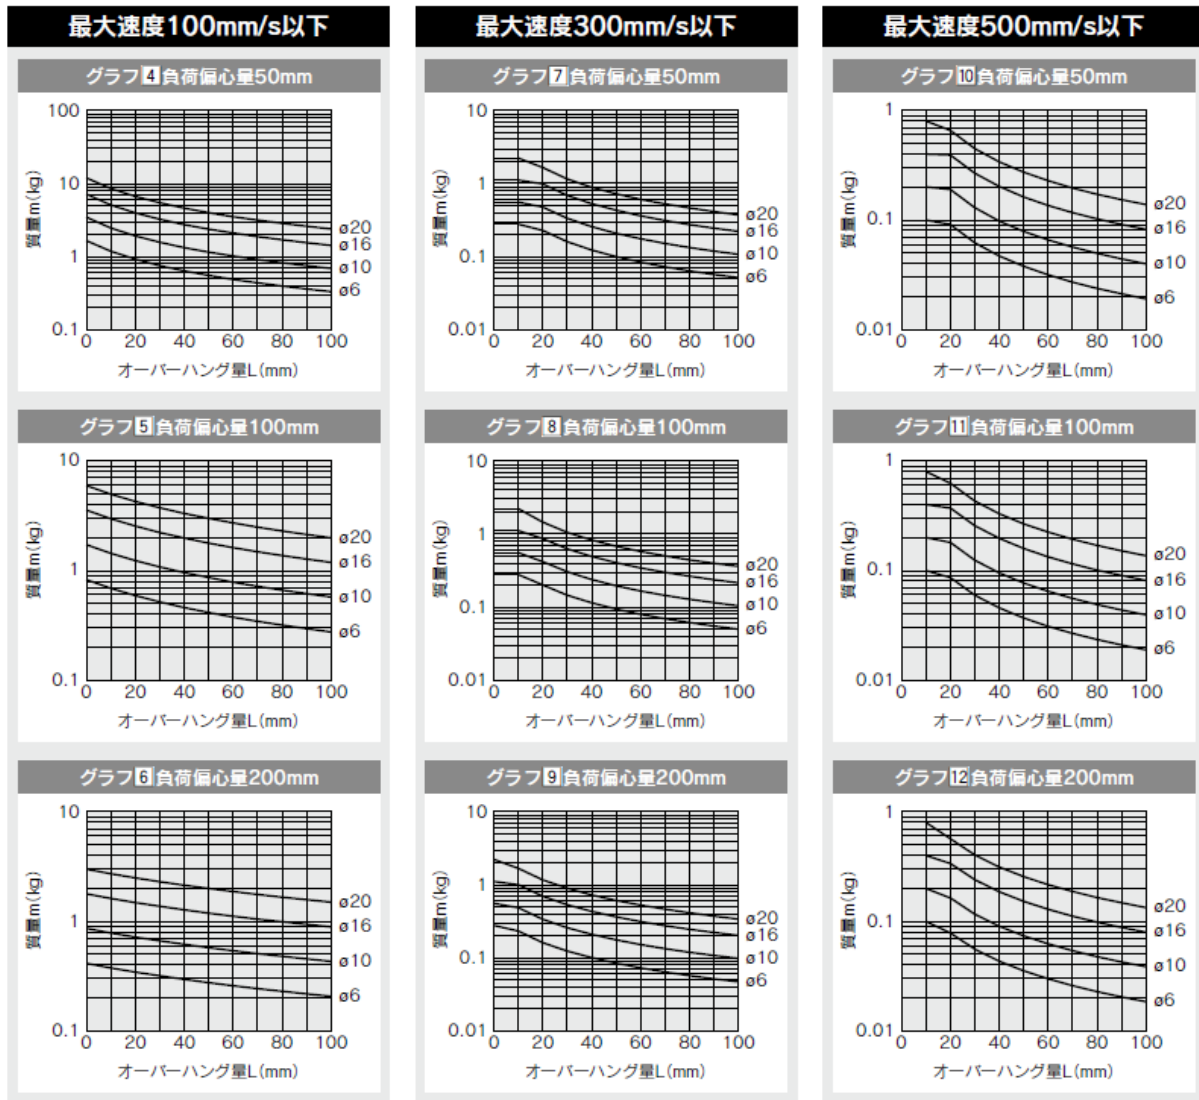 最大速度100mm/s以下
グラフ4負荷偏心量50mm
質量m(kg)
100
10
1
0.1
0 20 40 60 80 100
オーバーハング量L(mm)
ø20
ø16
ø10
ø6
グラフ5負荷偏心量100mm
質量m(kg)
10
1
0.1
0 20 40 60 80 100
オーバーハング量L(mm)
ø20
ø16
ø10
ø6
グラフ6負荷偏心量200mm
質量m(kg)
10
1
0.1
0 20 40 60 80 100
オーバーハング量L(mm)
ø20
ø16
ø10
ø6
最大速度300mm/s以下
グラフ7負荷偏心量50mm
質量m(kg)
10
1
0.1
0.01
0 20 40 60 80 100
オーバーハング量L(mm)
ø20
ø16
ø10
ø6
グラフ8負荷偏心量100mm
質量m(kg)
10
1
0.1
0.01
0 20 40 60 80 100
オーバーハング量L(mm)
ø20
ø16
ø10
ø6
グラフ9負荷偏心量200mm
質量m(kg)
10
1
0.1
0.01
0 20 40 60 80 100
オーバーハング量L(mm)
ø20
ø16
ø10
ø6
最大速度500mm/s以下
グラフ10負荷偏心量50mm
質量m(kg)
1
0.1
0.01
0 20 40 60 80 100
オーバーハング量L(mm)
ø20
ø16
ø10
ø6
グラフ11負荷偏心量100mm
質量m(kg)
1
0.1
0.01
0 20 40 60 80 100
オーバーハング量L(mm)
ø20
ø16
ø10
ø6
グラフ12負荷偏心量200mm
質量m(kg)
1
0.1
0.01
0 20 40 60 80 100
オーバーハング量L(mm)
ø20
ø16
ø10
ø6